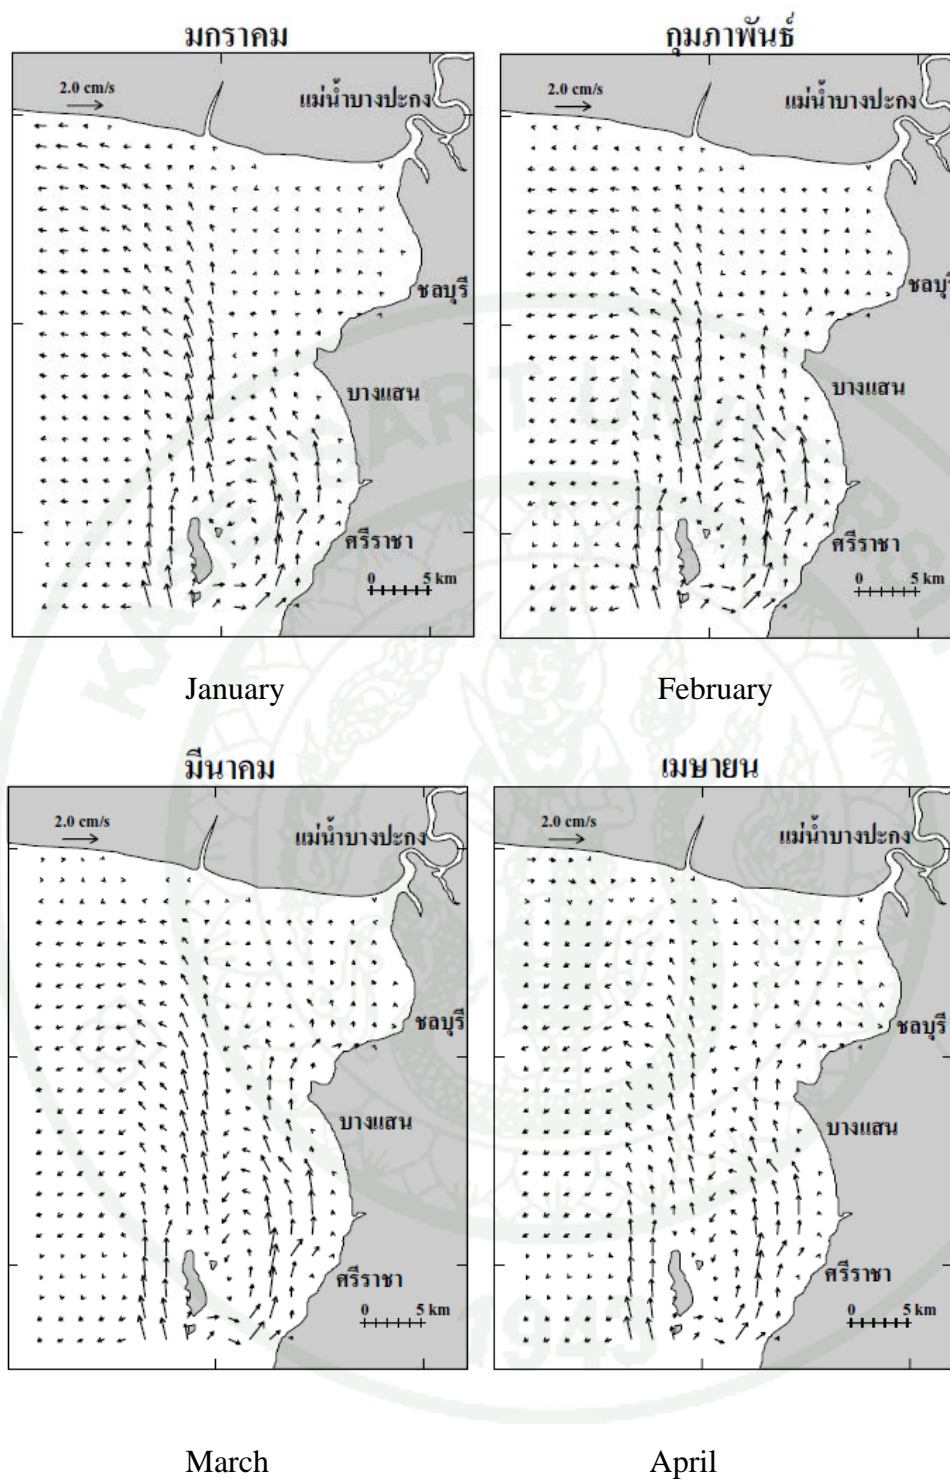 มกราคม
2.0 cm/s
แม่น้ำบางปะกง
ชลบุรี
บางแสน
ศรีราชา
0 5 km
January
กุมภาพันธ์
2.0 cm/s
แม่น้ำบางปะกง
ชลบุรี
บางแสน
ศรีราชา
0 5 km
February
มีนาคม
2.0 cm/s
แม่น้ำบางปะกง
ชลบุรี
บางแสน
ศรีราชา
0 5 km
March
เมษายน
2.0 cm/s
แม่น้ำบางปะกง
ชลบุรี
บางแสน
ศรีราชา
0 5 km
April
KASETSART UNIVERSITY
1943